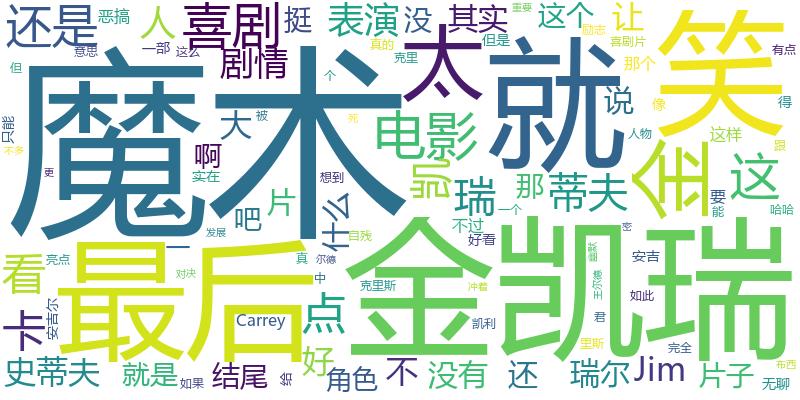 还是 恶搞 人 喜剧 挺 表演 没 其实 这个 让 重要 励志 喜剧片
意思 一部 这么 剧情 真的 克里 但是 那个 有点
但 魔术 太 就 笑
个 说 像 得
只能 大 被 死 电影 人物 这样 跟
不多 啊 凯 金 这
更 实在 想到 瑞 那 蒂夫 要 能 哈哈
片 吧 什么 不过 一个
发展 自残 好看 密
看 亮点 最后 一 真 尔德 金凯瑞 幽默 安吉
对决 中 克里斯 冲着 王尔德 如此
卡 安吉尔 Carrey 点 凯利 君
好 里斯 完全
史蒂夫 就是 如果 结尾 给 角色 不 没有 还 瑞尔 Jim 片子 无聊 布西